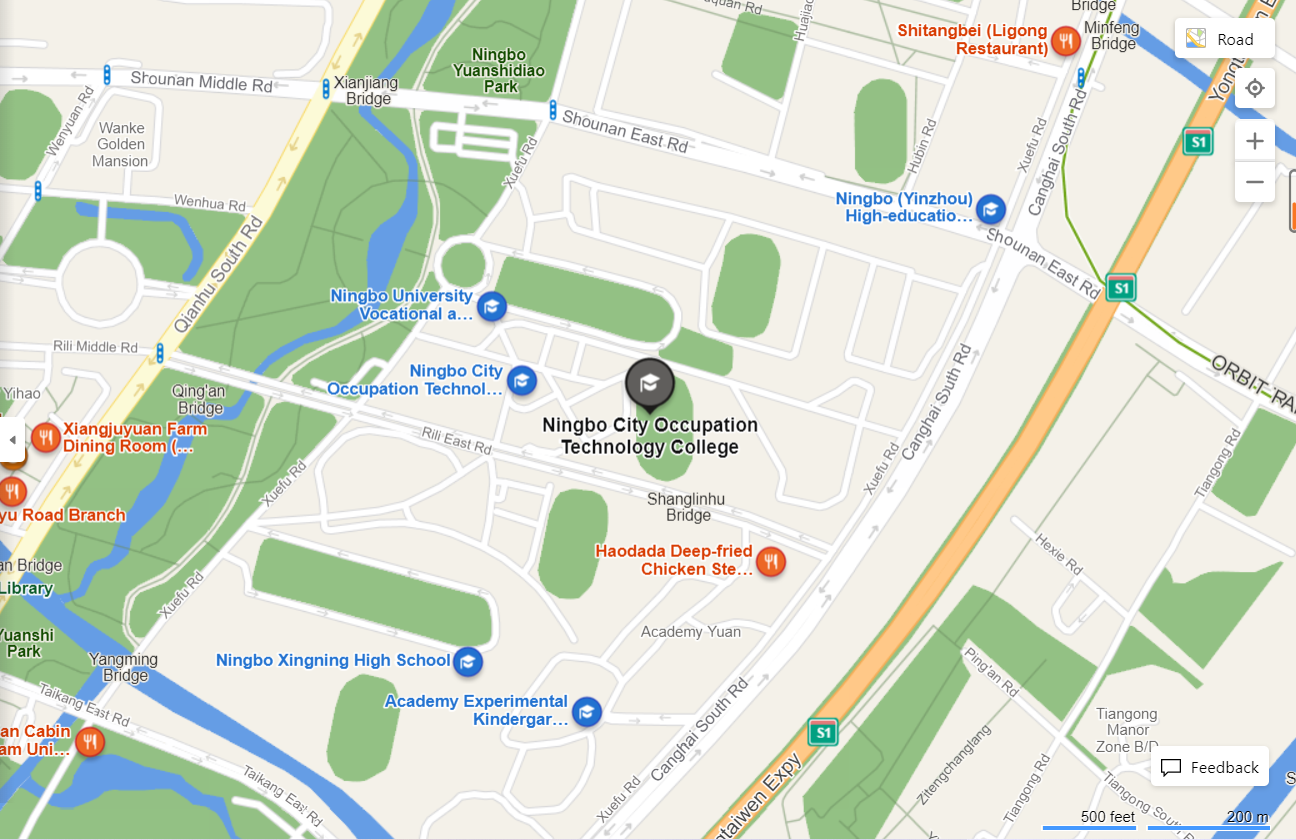 Bridge
Huajiao
quan Rd
Shitangbei (Ligong
Restaurant)
Minfeng
Bridge
Road
Ningbo
Yuanshidiao
Park
Shounan Middle Rd
Xianjiang
Bridge
Wenyuan Rd
Wanke
Golden
Mansion
Shounan East Rd
Hubin Rd
Xuefu Rd
Canghai South Rd
S1
Xuefu Rd
Wenhua Rd
Ningbo (Yinzhou)
High-educatio...
Shounan East Rd
Qianhu South Rd
S1
Ningbo University
Vocational a...
Rili Middle Rd
Ningbo City
Occupation Technol...
Canghai South Rd
ORBIT RA
Yihao
Qing'an
Bridge
Ningbo City Occupation
Technology College
Xiangjuyuan Farm
Dining Room (...
Rili East Rd
Xuefu Rd
Xuefu Rd
Tiangong Rd
yu Road Branch
Shanglinhu
Bridge
Haodada Deep-fried
Chicken Ste...
Hexie Rd
an Bridge
Library
Xuefu Rd
Yuanshi
Park
Academy Yuan
Ningbo Xingning High School
Yangming
Bridge
Ping'an Rd
Taikang East Rd
Academy Experimental
Kindergar...
Canghai South Rd
S1
Tiangong
Manor
Zone B/D
an Cabin
am Uni...
Zitengchanglang
Feedback
Taikang East Rd
Xuefu Rd
ntaiwen Expy
Tiangong Rd
Tiangong South
500 feet
200 m